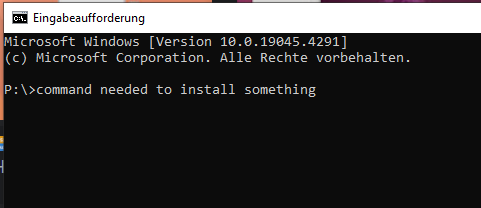 Eingabeaufforderung
Microsoft Windows [Version 10.0.19045.4291]
(c) Microsoft Corporation. Alle Rechte vorbehalten.
P:\>command needed to install something